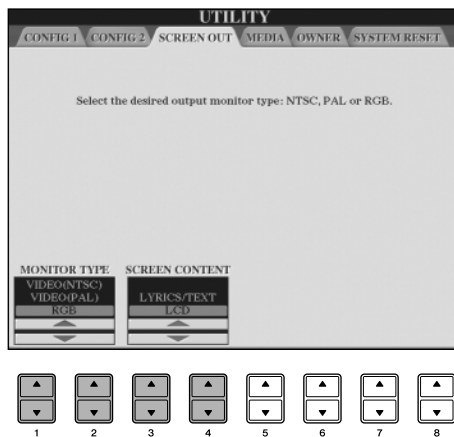 UTILITY
CONFIG 1 CONFIG 2 SCREEN OUT MEDIA OWNER SYSTEM RESET
Select the desired output monitor type: NTSC, PAL or RGB.
MONITOR TYPE SCREEN CONTENT
VIDEO(NTSC)
VIDEO(PAL) LYRICS/TEXT
RGB LCD
1 2 3 4 5 6 7 8